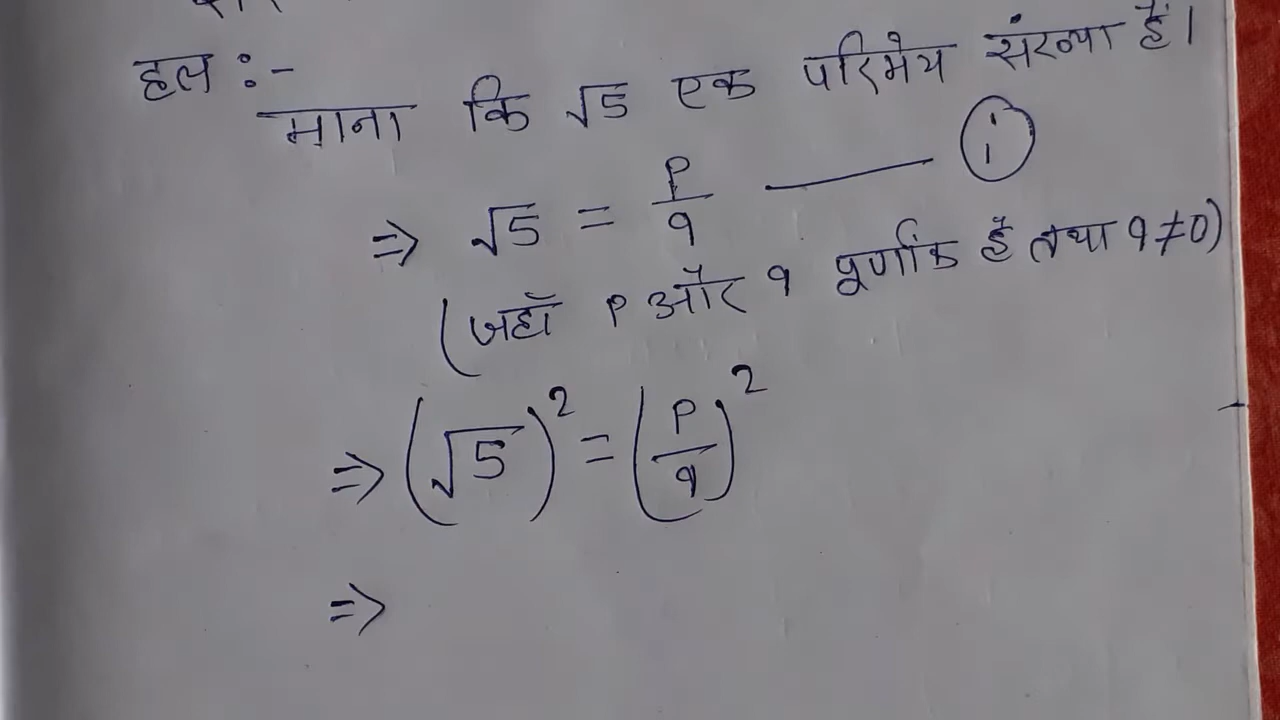 हल :-
माना कि √5 एक परिमेय संख्या हैं।
⇒ √5 = P/q —— (i)
(जहाँ P और q पूर्णांक हैं तथा q≠0)
⇒ (√5)² = (P/q)²
⇒